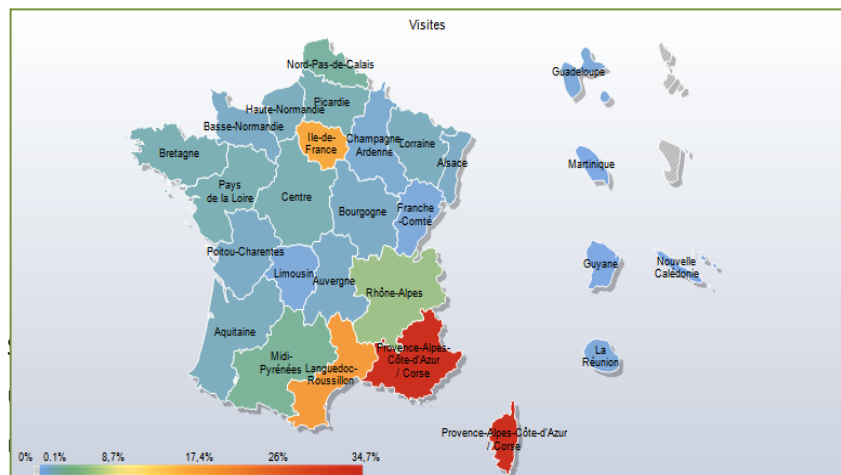 Visites
Nord-Pas-de-Calais
Picardie
Haute-Normandie
Basse-Normandie
Ile-de-
France
Champagne-
Ardenne
Lorraine
Alsace
Bretagne
Pays
de la Loire
Centre
Bourgogne
Franche
-Comté
Poitou-Charentes
Limousin
Auvergne
Rhône-Alpes
Aquitaine
Midi-
Pyrénées
Languedoc-
Roussillon
Provence-Alpes-
Côte-d'Azur
/ Corse
Provence-Alpes-Côte-d'Azur
/ Corse
Guadeloupe
Martinique
Guyane
Nouvelle
Calédonie
La
Réunion
0% 0.1% 8,7% 17,4% 26% 34,7%